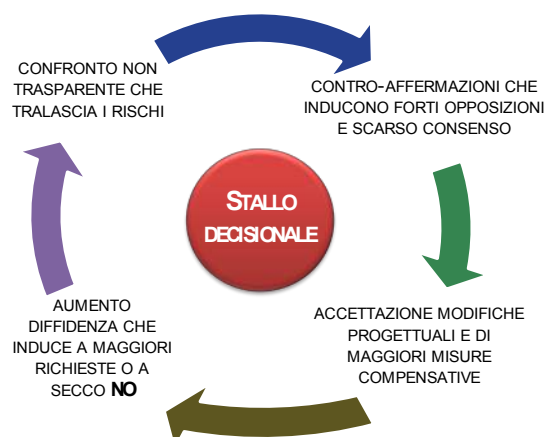 CONFRONTO NON
TRASPARENTE CHE
TRALASCIA I RISCHI
CONTRO-AFFERMAZIONI CHE
INDUCONO FORTI OPPOSIZIONI
E SCARSO CONSENSO
STALLO
DECISIONALE
ACCETTAZIONE MODIFICHE
PROGETTUALI E DI
MAGGIORI MISURE
COMPENSATIVE
AUMENTO
DIFFIDENZA CHE
INDUCE A MAGGIORI
RICHIESTE O A
SECCO NO